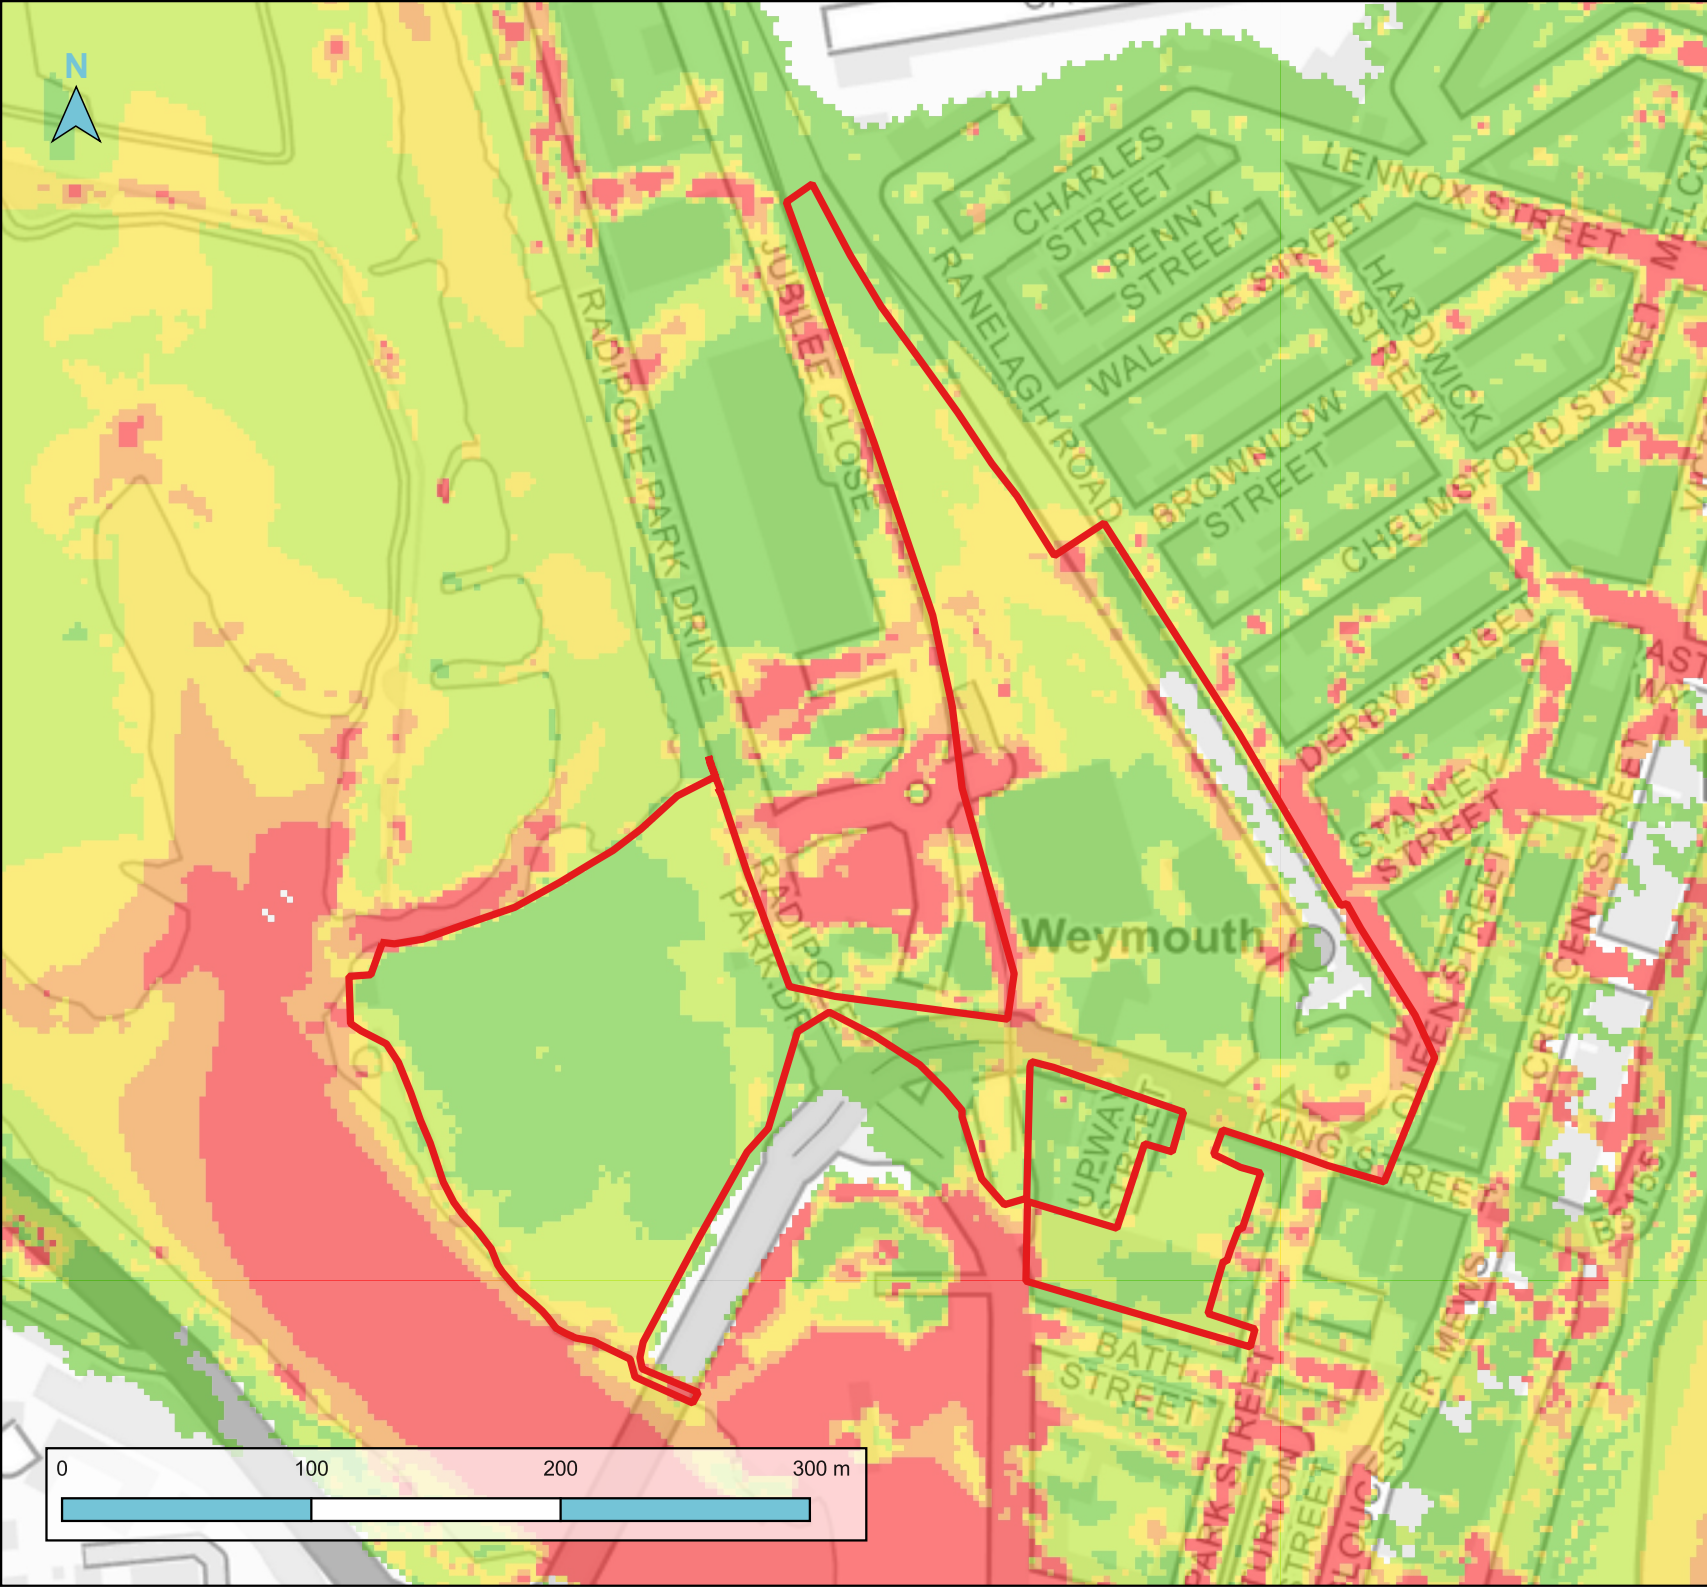 N
CHARLES
STREET
PENNY
STREET
LENNOX STREET
WALPOLE STREET
HARDWICK
STREET
JUBILEE CLOSE
RANELAGH ROAD
RADIPOLE PARK DRIVE
BROWNLOW
STREET
CHELMSFORD STREET
DERBY STREET
STANLEY
STREET
CRESCENT STREET
QUEEN STREET
RADIPOLE
PARK DR
Weymouth
UPWAY
STREET
KING STREET
B3155
BATH
STREET
PARK STREET
TURTON
STREET
0
100
200
300 m